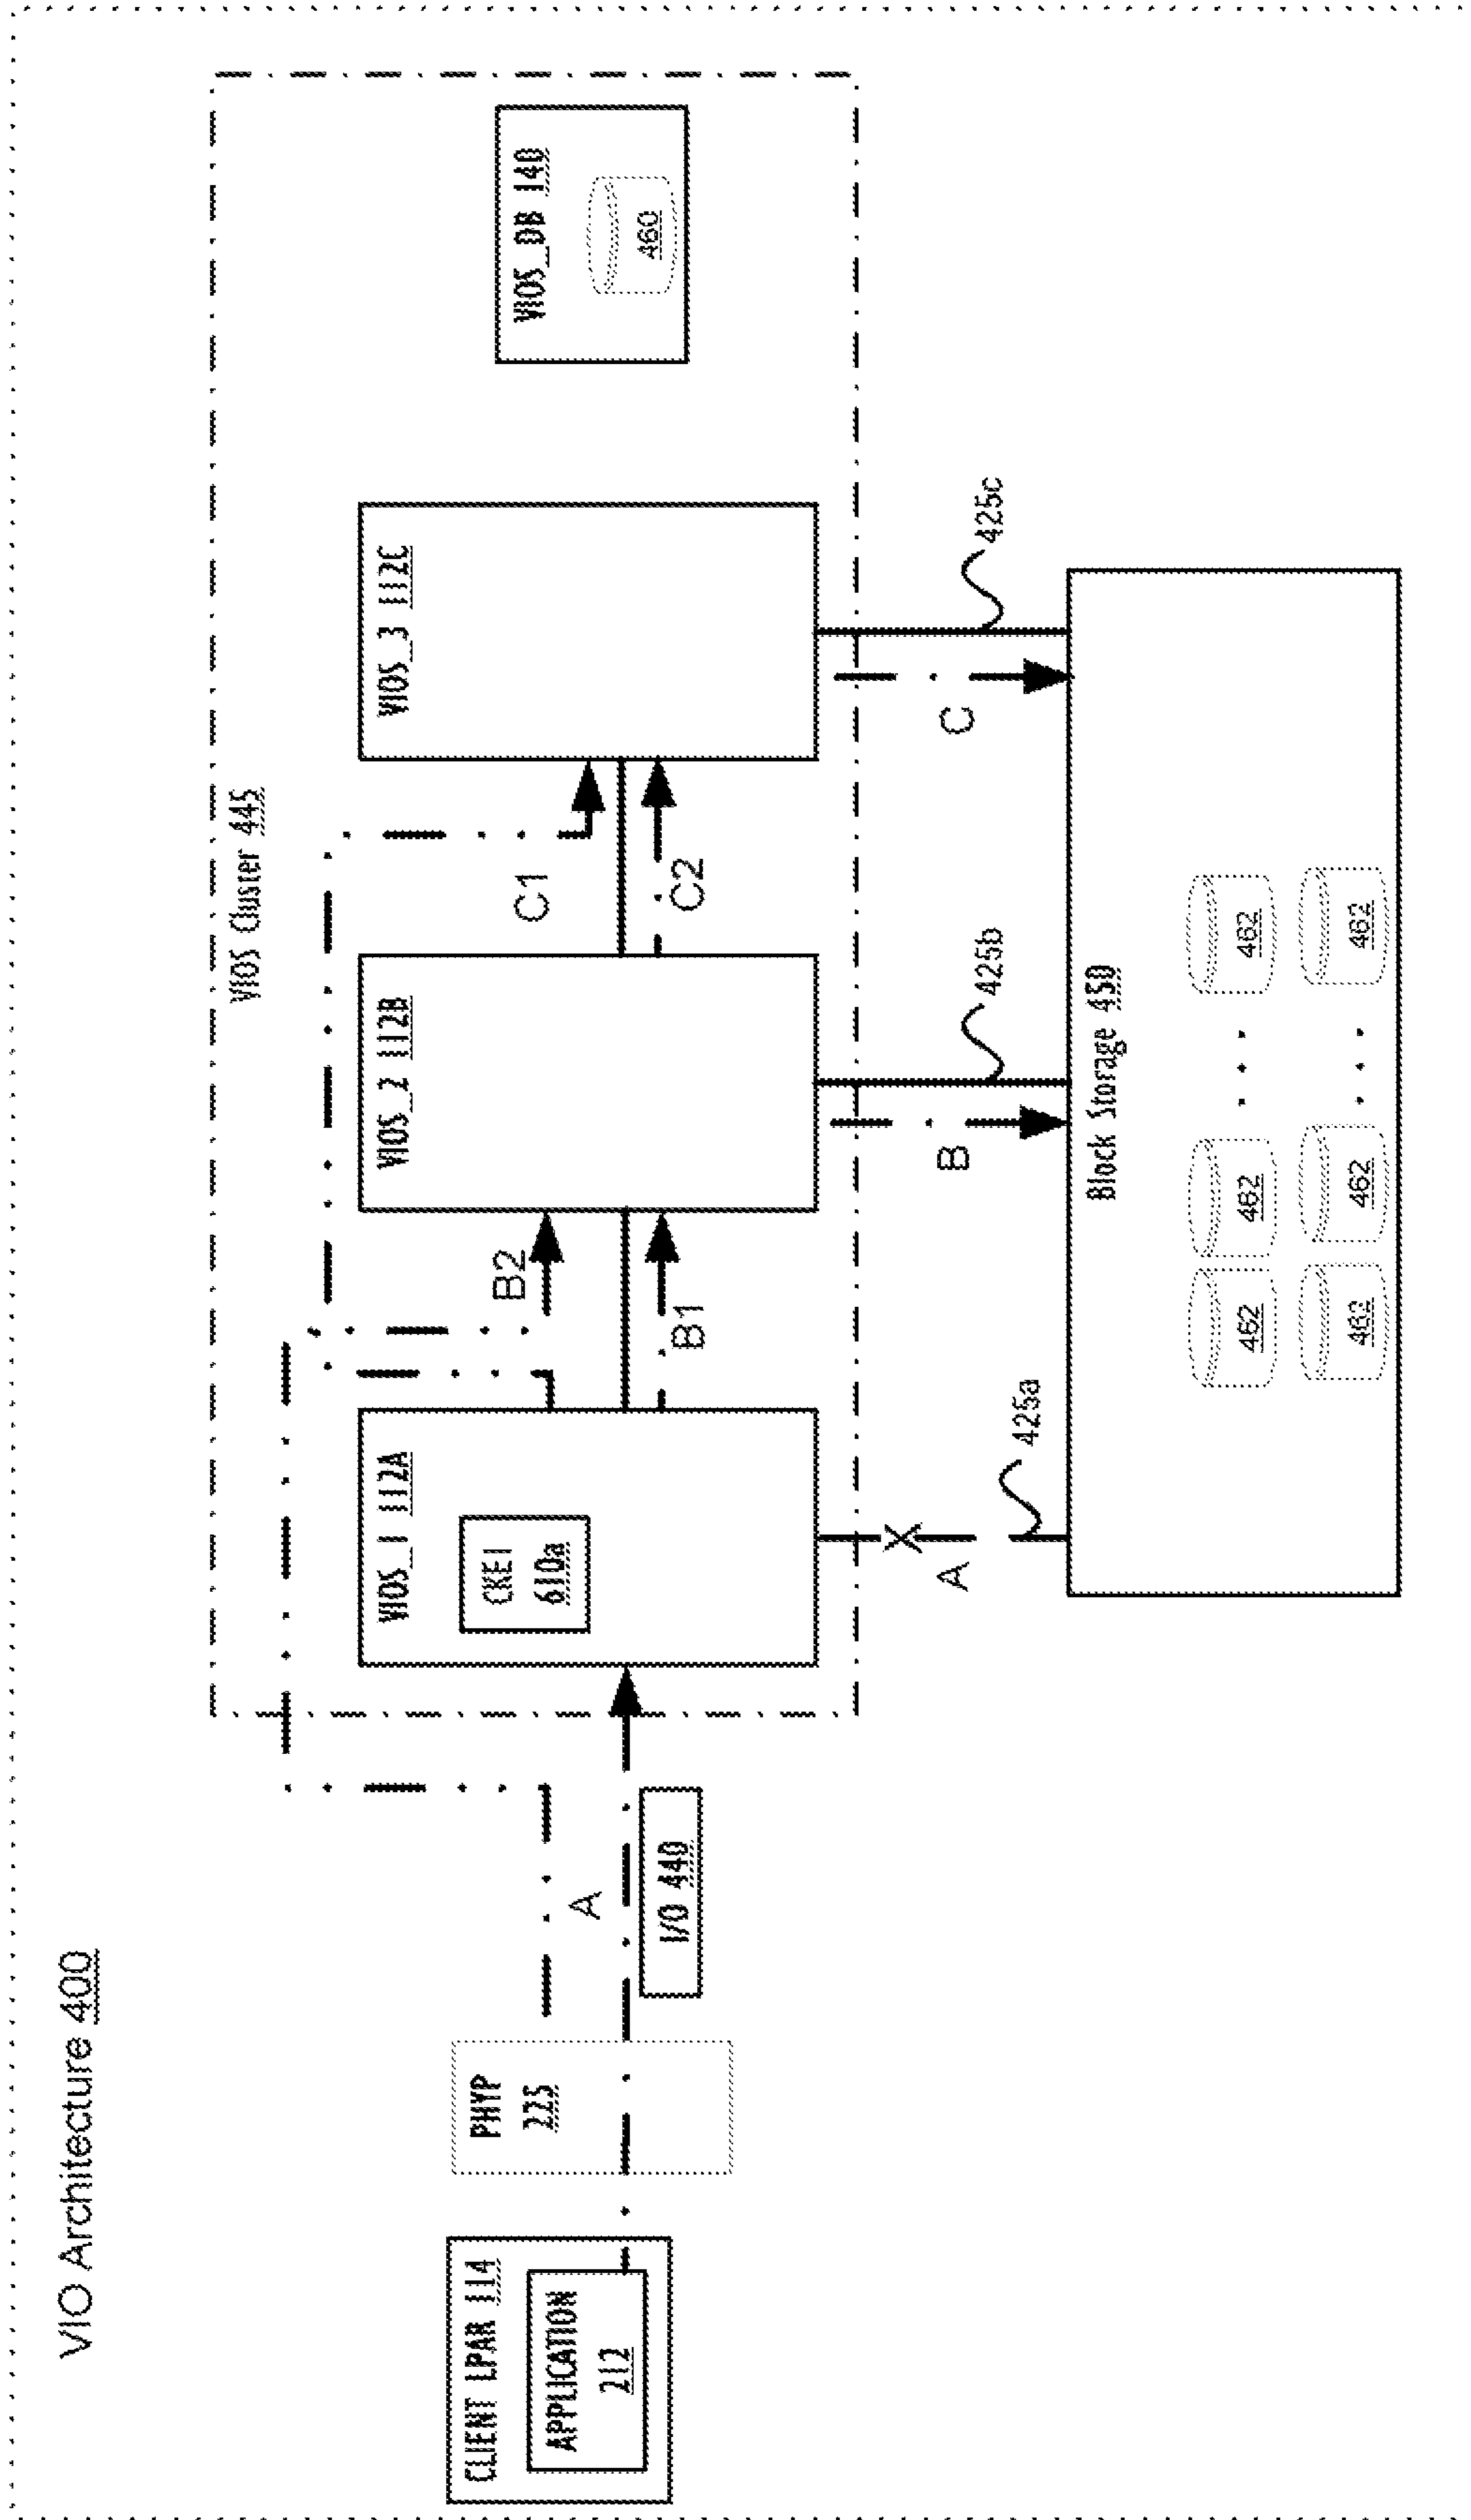 VIO Architecture 400
CLIENT LPAR 114
APPLICATION
212
PHYP
225
A
I/O 440
VIOS Cluster 445
VIOS_1 112A
CKE1
610a
B2
B1
VIOS_2 112B
C1
C2
VIOS_3 112C
VIOS_DB 140
460
A
425a
B
425b
C
425c
Block Storage 450
462
462
462
462
462
462